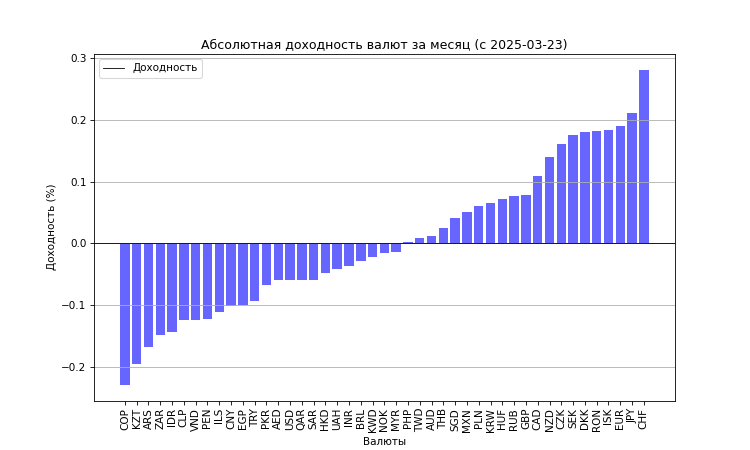 Абсолютная доходность валют за месяц (с 2025-03-23)
Доходность
Доходность (%)
0.3
0.2
0.1
0.0
−0.1
−0.2
COP KZT ARS ZAR IDR CLP VND PEN ILS CNY EGP TRY PKR AED USD QAR SAR HKD UAH INR BRL KWD NOK MYR PHP TWD AUD THB SGD MXN PLN KRW HUF RUB GBP CAD NZD CZK SEK DKK RON ISK EUR JPY CHF
Валюты